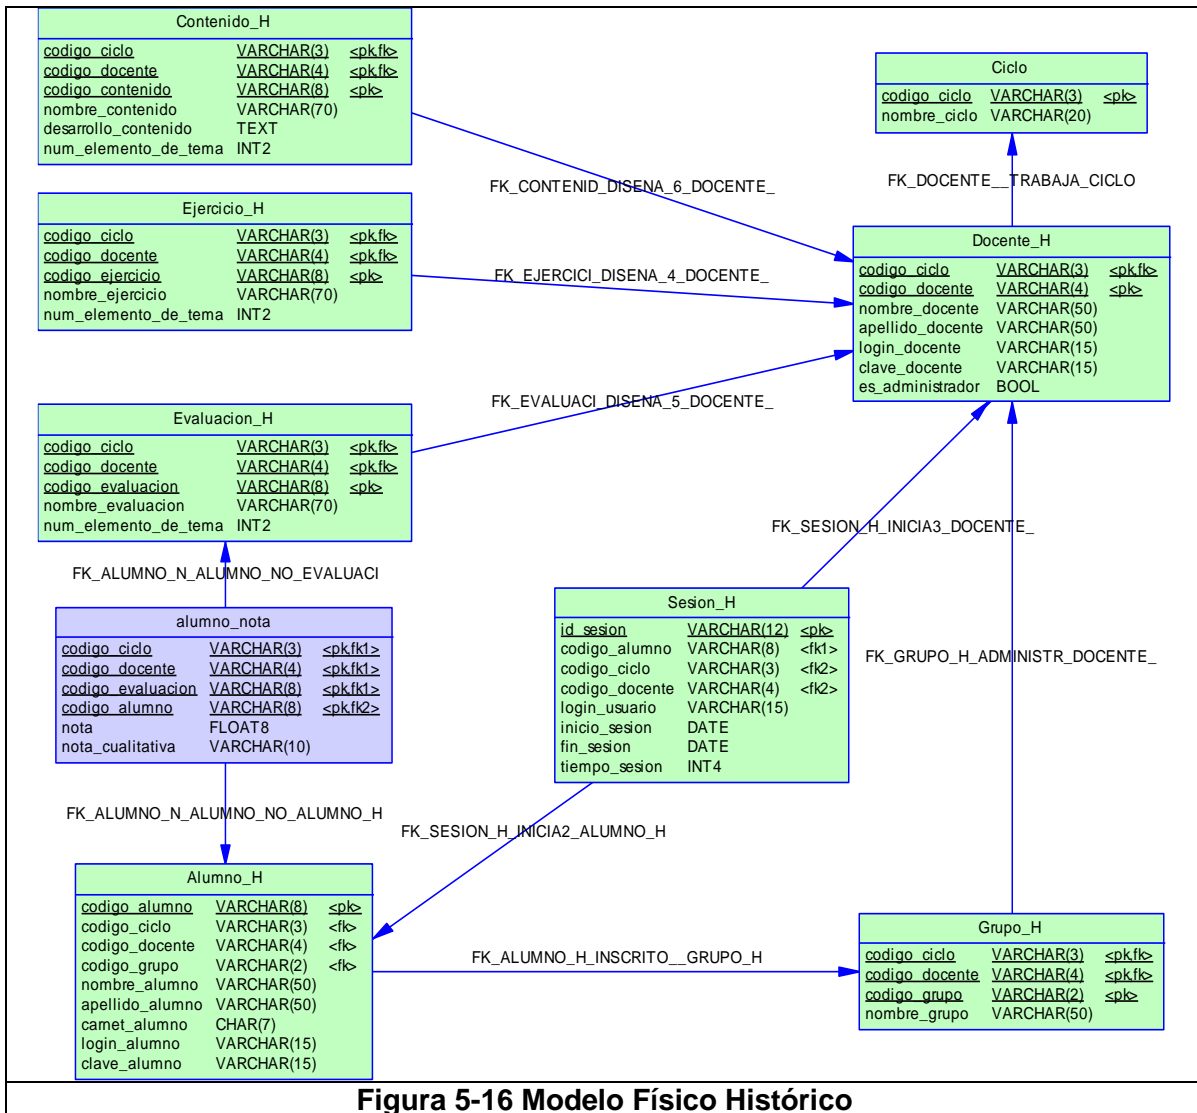 Contenido_H
codigo_ciclo VARCHAR(3) <pk,fk>
codigo_docente VARCHAR(4) <pk,fk>
codigo_contenido VARCHAR(8) <pk>
nombre_contenido VARCHAR(70)
desarrollo_contenido TEXT
num_elemento_de_tema INT2
Ciclo
codigo_ciclo VARCHAR(3) <pk>
nombre_ciclo VARCHAR(20)
FK_CONTENID_DISENA_6_DOCENTE_
FK_DOCENTE__TRABAJA_CICLO
Ejercicio_H
codigo_ciclo VARCHAR(3) <pk,fk>
codigo_docente VARCHAR(4) <pk,fk>
codigo_ejercicio VARCHAR(8) <pk>
nombre_ejercicio VARCHAR(70)
num_elemento_de_tema INT2
FK_EJERCICI_DISENA_4_DOCENTE_
Docente_H
codigo_ciclo VARCHAR(3) <pk,fk>
codigo_docente VARCHAR(4) <pk>
nombre_docente VARCHAR(50)
apellido_docente VARCHAR(50)
login_docente VARCHAR(15)
clave_docente VARCHAR(15)
es_administrador BOOL
FK_EVALUACI_DISENA_5_DOCENTE_
Evaluacion_H
codigo_ciclo VARCHAR(3) <pk,fk>
codigo_docente VARCHAR(4) <pk,fk>
codigo_evaluacion VARCHAR(8) <pk>
nombre_evaluacion VARCHAR(70)
num_elemento_de_tema INT2
FK_SESION_H_INICIA3_DOCENTE_
FK_ALUMNO_N_ALUMNO_NO_EVALUACI
alumno_nota
codigo_ciclo VARCHAR(3) <pk,fk1>
codigo_docente VARCHAR(4) <pk,fk1>
codigo_evaluacion VARCHAR(8) <pk,fk1>
codigo_alumno VARCHAR(8) <pk,fk2>
nota FLOAT8
nota_cualitativa VARCHAR(10)
Sesion_H
id_sesion VARCHAR(12) <pk>
codigo_alumno VARCHAR(8) <fk1>
codigo_ciclo VARCHAR(3) <fk2>
codigo_docente VARCHAR(4) <fk2>
login_usuario VARCHAR(15)
inicio_sesion DATE
fin_sesion DATE
tiempo_sesion INT4
FK_GRUPO_H_ADMINISTR_DOCENTE_
FK_ALUMNO_N_ALUMNO_NO_ALUMNO_H
FK_SESION_H_INICIA2_ALUMNO_H
Alumno_H
codigo_alumno VARCHAR(8) <pk>
codigo_ciclo VARCHAR(3) <fk>
codigo_docente VARCHAR(4) <fk>
codigo_grupo VARCHAR(2) <fk>
nombre_alumno VARCHAR(50)
apellido_alumno VARCHAR(50)
carnet_alumno CHAR(7)
login_alumno VARCHAR(15)
clave_alumno VARCHAR(15)
FK_ALUMNO_H_INSCRITO__GRUPO_H
Grupo_H
codigo_ciclo VARCHAR(3) <pk,fk>
codigo_docente VARCHAR(4) <pk,fk>
codigo_grupo VARCHAR(2) <pk>
nombre_grupo VARCHAR(50)
Figura 5-16 Modelo Físico Histórico